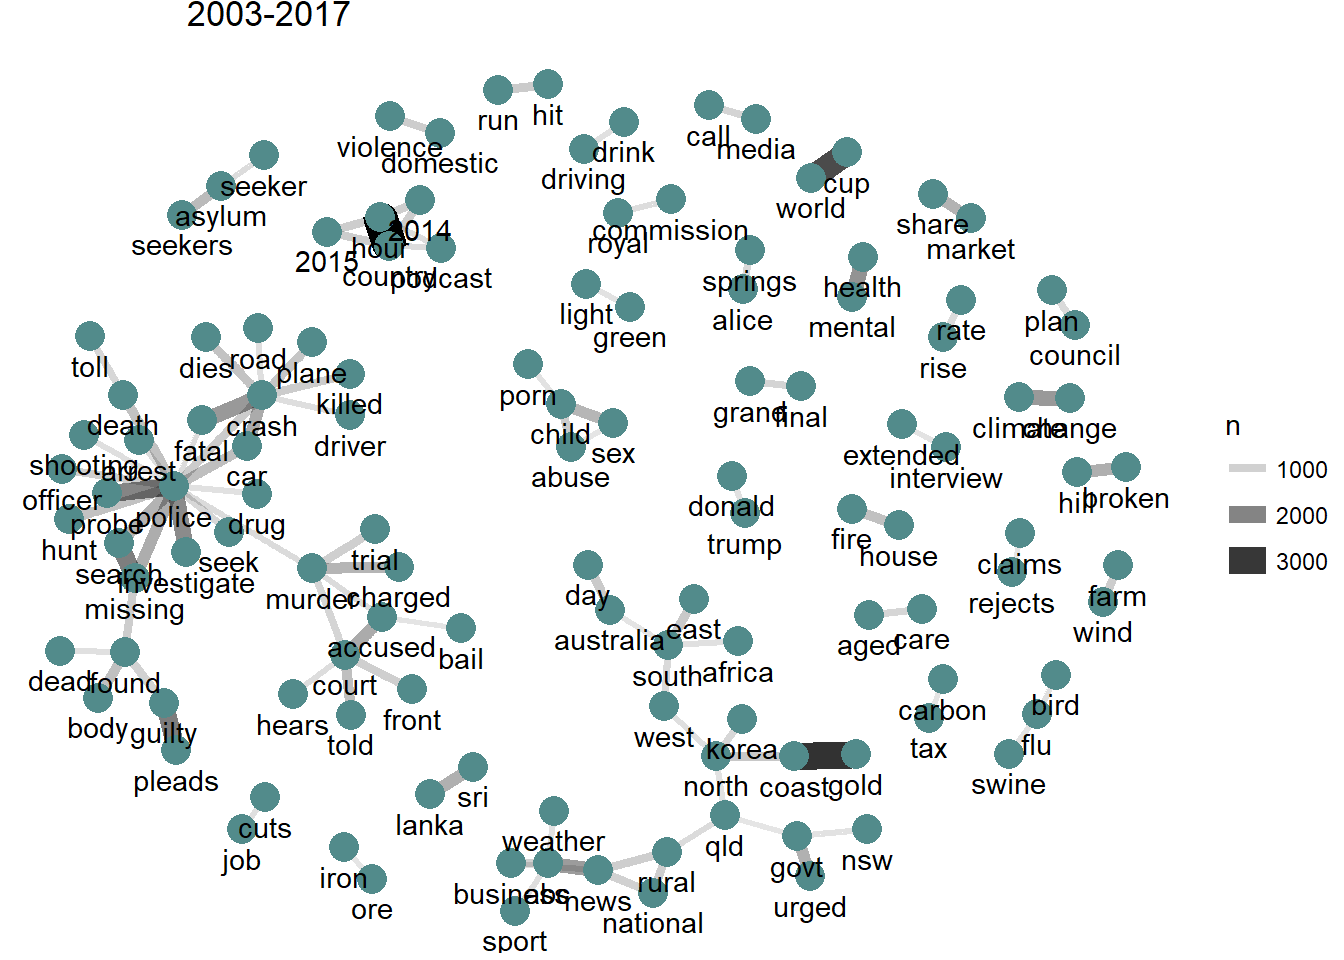 2003-2017
run
hit
violence
domestic
drink
driving
call
media
cup
world
seeker
asylum
seekers
2014
hour
2015
country
podcast
commission
royal
share
market
springs
alice
health
mental
light
green
rate
rise
plan
council
toll
dies
road
plane
killed
driver
crash
fatal
car
death
shooting
arrest
officer
probe
police
drug
hunt
search
investigate
seek
missing
porn
child
sex
abuse
grand
final
climate
change
extended
interview
hill
broken
n
1000
2000
3000
donald
trump
fire
house
claims
rejects
farm
wind
trial
murder
charged
accused
bail
court
hears
told
front
day
australia
east
south
africa
west
aged
care
dead
found
body
guilty
pleads
carbon
tax
bird
flu
swine
korea
north
coast
gold
sri
lanka
cuts
job
iron
ore
weather
business
abc
news
rural
national
sport
qld
govt
nsw
urged